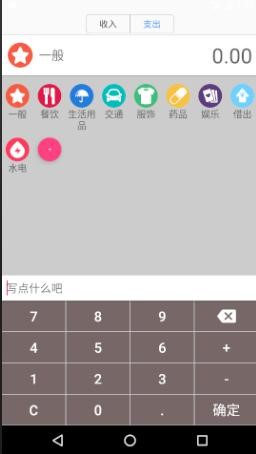 收入 支出
一般 0.00
一般 餐饮 生活用品 交通 服饰 药品 娱乐 借出
水电
写点什么吧
7 8 9
4 5 6 +
1 2 3 -
C 0 . 确定